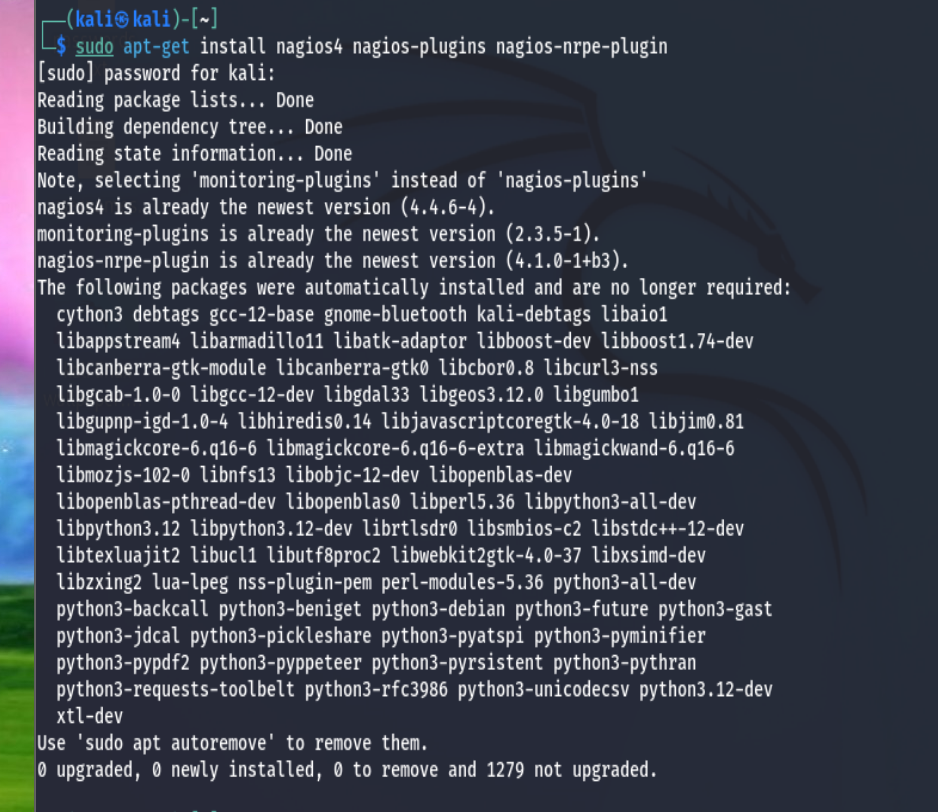 ┌──(kali㉿kali)-[~]
└─$ sudo apt-get install nagios4 nagios-plugins nagios-nrpe-plugin
[sudo] password for kali:
Reading package lists... Done
Building dependency tree... Done
Reading state information... Done
Note, selecting 'monitoring-plugins' instead of 'nagios-plugins'
nagios4 is already the newest version (4.4.6-4).
monitoring-plugins is already the newest version (2.3.5-1).
nagios-nrpe-plugin is already the newest version (4.1.0-1+b3).
The following packages were automatically installed and are no longer required:
  cython3 debtags gcc-12-base gnome-bluetooth kali-debtags libaio1
  libappstream4 libarmadillo11 libatk-adaptor libboost-dev libboost1.74-dev
  libcanberra-gtk-module libcanberra-gtk0 libcbor0.8 libcurl3-nss
  libgcab-1.0-0 libgcc-12-dev libgdal33 libgeos3.12.0 libgumbo1
  libgupnp-igd-1.0-4 libhiredis0.14 libjavascriptcoregtk-4.0-18 libjim0.81
  libmagickcore-6.q16-6 libmagickcore-6.q16-6-extra libmagickwand-6.q16-6
  libmozjs-102-0 libnfs13 libobjc-12-dev libopenblas-dev
  libopenblas-pthread-dev libopenblas0 libperl5.36 libpython3-all-dev
  libpython3.12 libpython3.12-dev librtlsdr0 libsmbios-c2 libstdc++-12-dev
  libtexluajit2 libucl1 libutf8proc2 libwebkit2gtk-4.0-37 libxsimd-dev
  libzxing2 lua-lpeg nss-plugin-pem perl-modules-5.36 python3-all-dev
  python3-backcall python3-beniget python3-debian python3-future python3-gast
  python3-jdcal python3-pickleshare python3-pyatspi python3-pyminifier
  python3-pypdf2 python3-pyppeteer python3-pyrsistent python3-pythran
  python3-requests-toolbelt python3-rfc3986 python3-unicodecsv python3.12-dev
  xtl-dev
Use 'sudo apt autoremove' to remove them.
0 upgraded, 0 newly installed, 0 to remove and 1279 not upgraded.